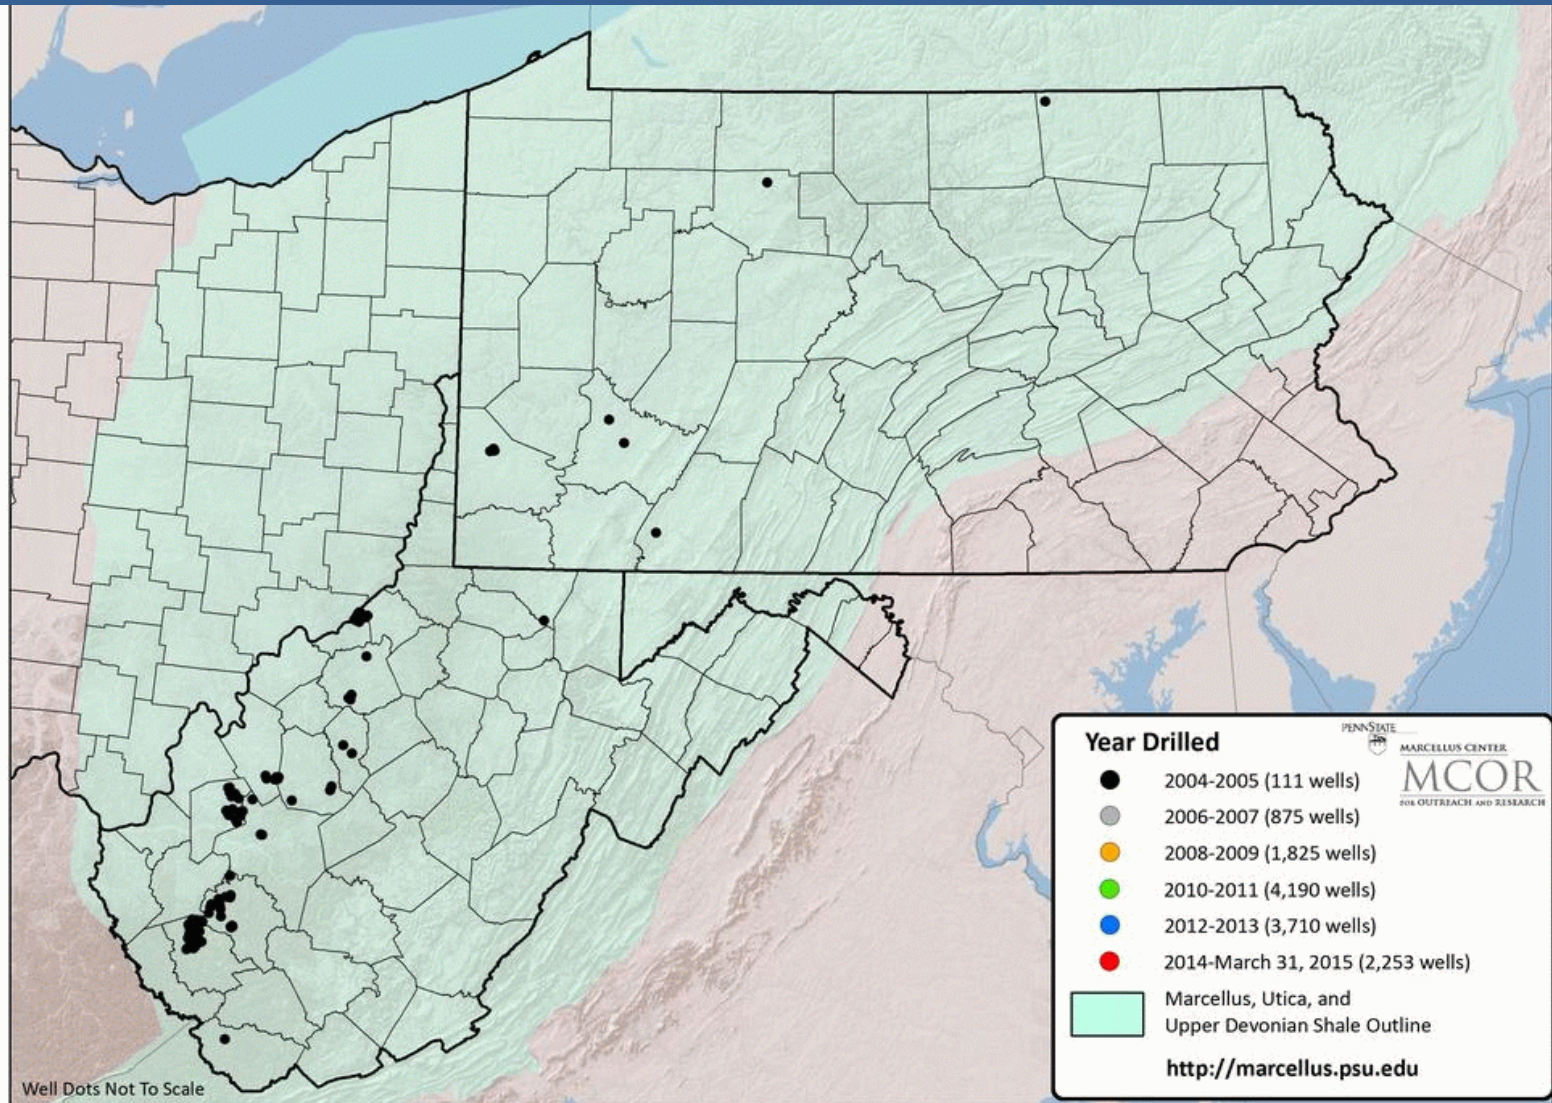 Year Drilled
PENNSTATE
MARCELLUS CENTER
MCOR
FOR OUTREACH AND RESEARCH
2004-2005 (111 wells)
2006-2007 (875 wells)
2008-2009 (1,825 wells)
2010-2011 (4,190 wells)
2012-2013 (3,710 wells)
2014-March 31, 2015 (2,253 wells)
Marcellus, Utica, and
Upper Devonian Shale Outline
http://marcellus.psu.edu
Well Dots Not To Scale